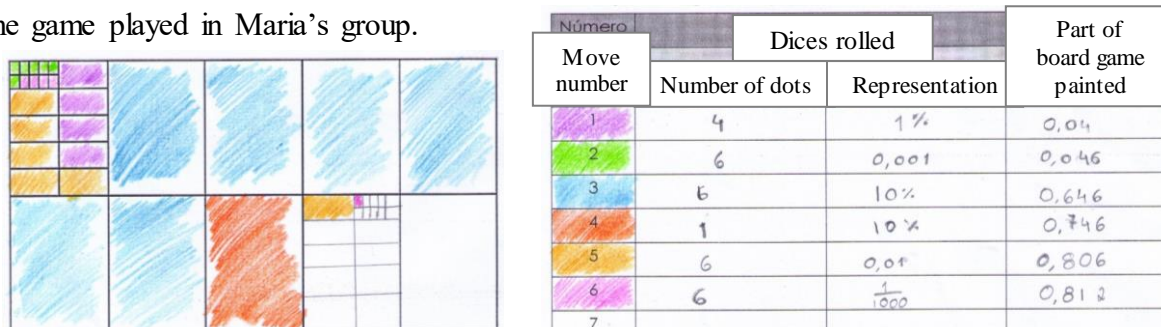 ne game played in Maria's group.
Número
Move number
Dices rolled
Part of board game painted
Number of dots
Representation
1 4 1% 0,04
2 6 0,001 0,046
3 6 10% 0,646
4 1 10% 0,746
5 6 0,01 0,806
6 6 1/1000 0,812
7